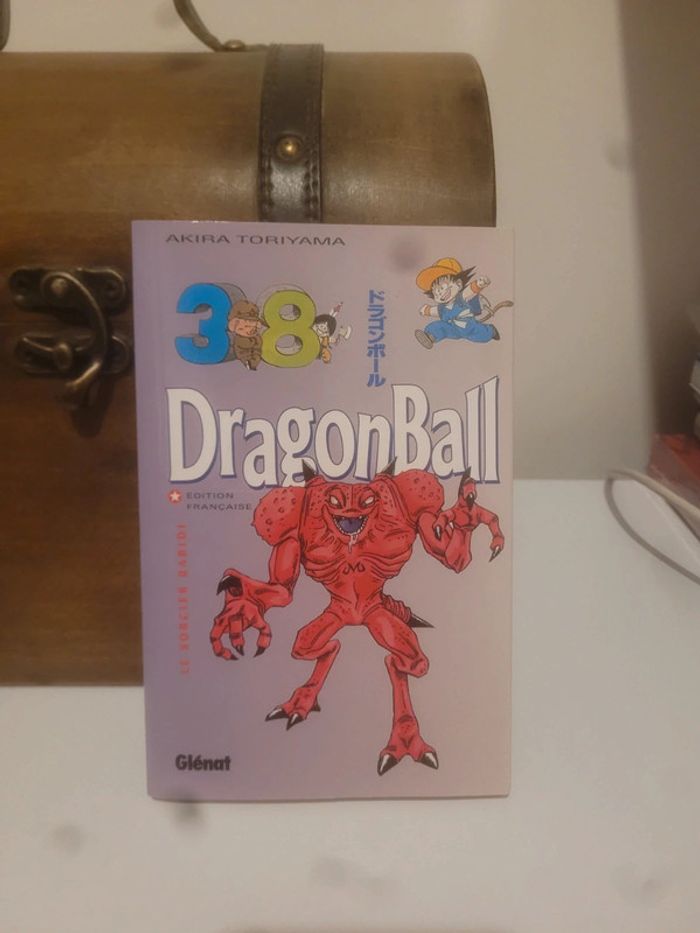 AKIRA TORIYAMA
38
ドラゴンボール
DragonBall
EDITION
FRANÇAISE
LE SORCIER BABIDI
Glénat